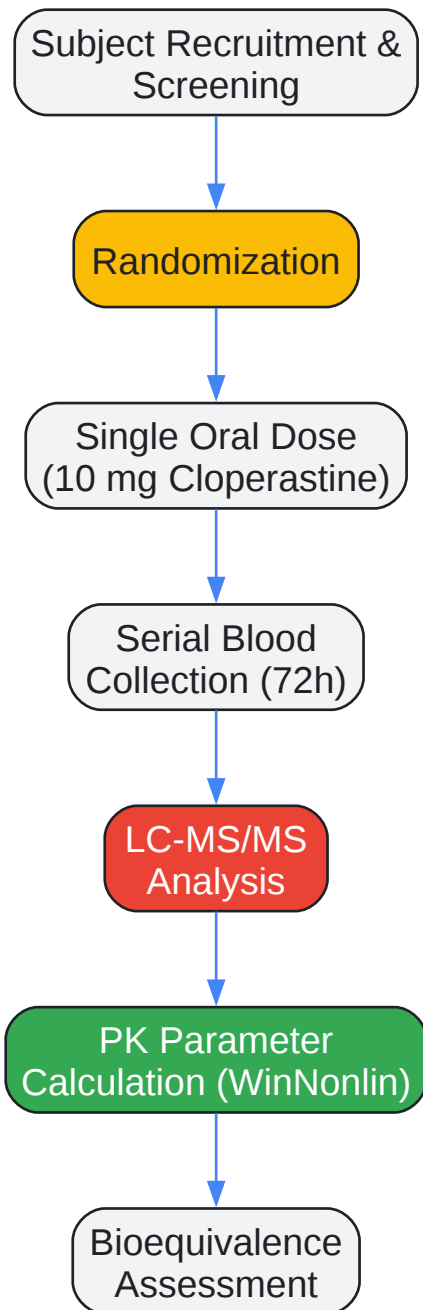 Subject Recruitment &
Screening
Randomization
Single Oral Dose
(10 mg Cloperastine)
Serial Blood
Collection (72h)
LC-MS/MS
Analysis
PK Parameter
Calculation (WinNonlin)
Bioequivalence
Assessment